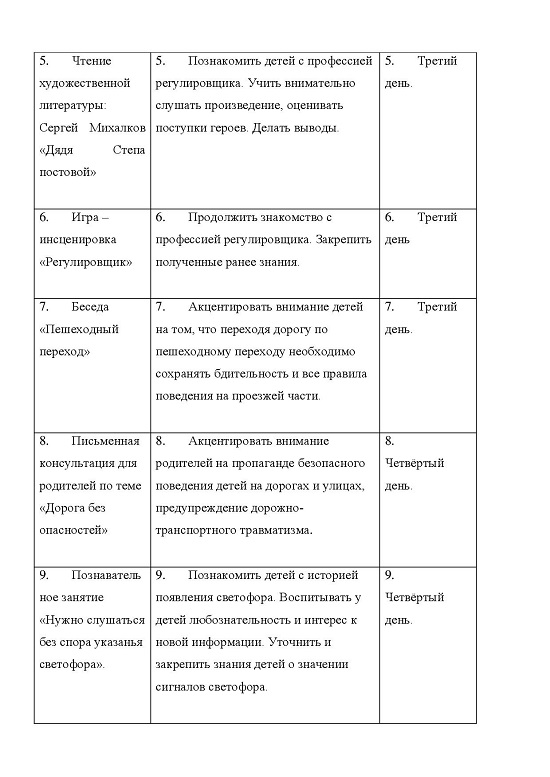 5. Чтение
художественной
литературы:
Сергей Михалков
«Дядя Степа
постовой»
5. Познакомить детей с профессией
регулировщика. Учить внимательно
слушать произведение, оценивать
поступки героев. Делать выводы.
5. Третий
день.
6. Игра –
инсценировка
«Регулировщик»
6. Продолжить знакомство с
профессией регулировщика. Закрепить
полученные ранее знания.
6. Третий
день
7. Беседа
«Пешеходный
переход»
7. Акцентировать внимание детей
на том, что переходя дорогу по
пешеходному переходу необходимо
сохранять бдительность и все правила
поведения на проезжей части.
7. Третий
день.
8. Письменная
консультация для
родителей по теме
«Дорога без
опасностей»
8. Акцентировать внимание
родителей на пропаганде безопасного
поведения детей на дорогах и улицах,
предупреждение дорожно-
транспортного травматизма.
8.
Четвёртый
день.
9. Познаватель
ное занятие
«Нужно слушаться
без спора указанья
светофора».
9. Познакомить детей с историей
появления светофора. Воспитывать у
детей любознательность и интерес к
новой информации. Уточнить и
закрепить знания детей о значении
сигналов светофора.
9.
Четвёртый
день.